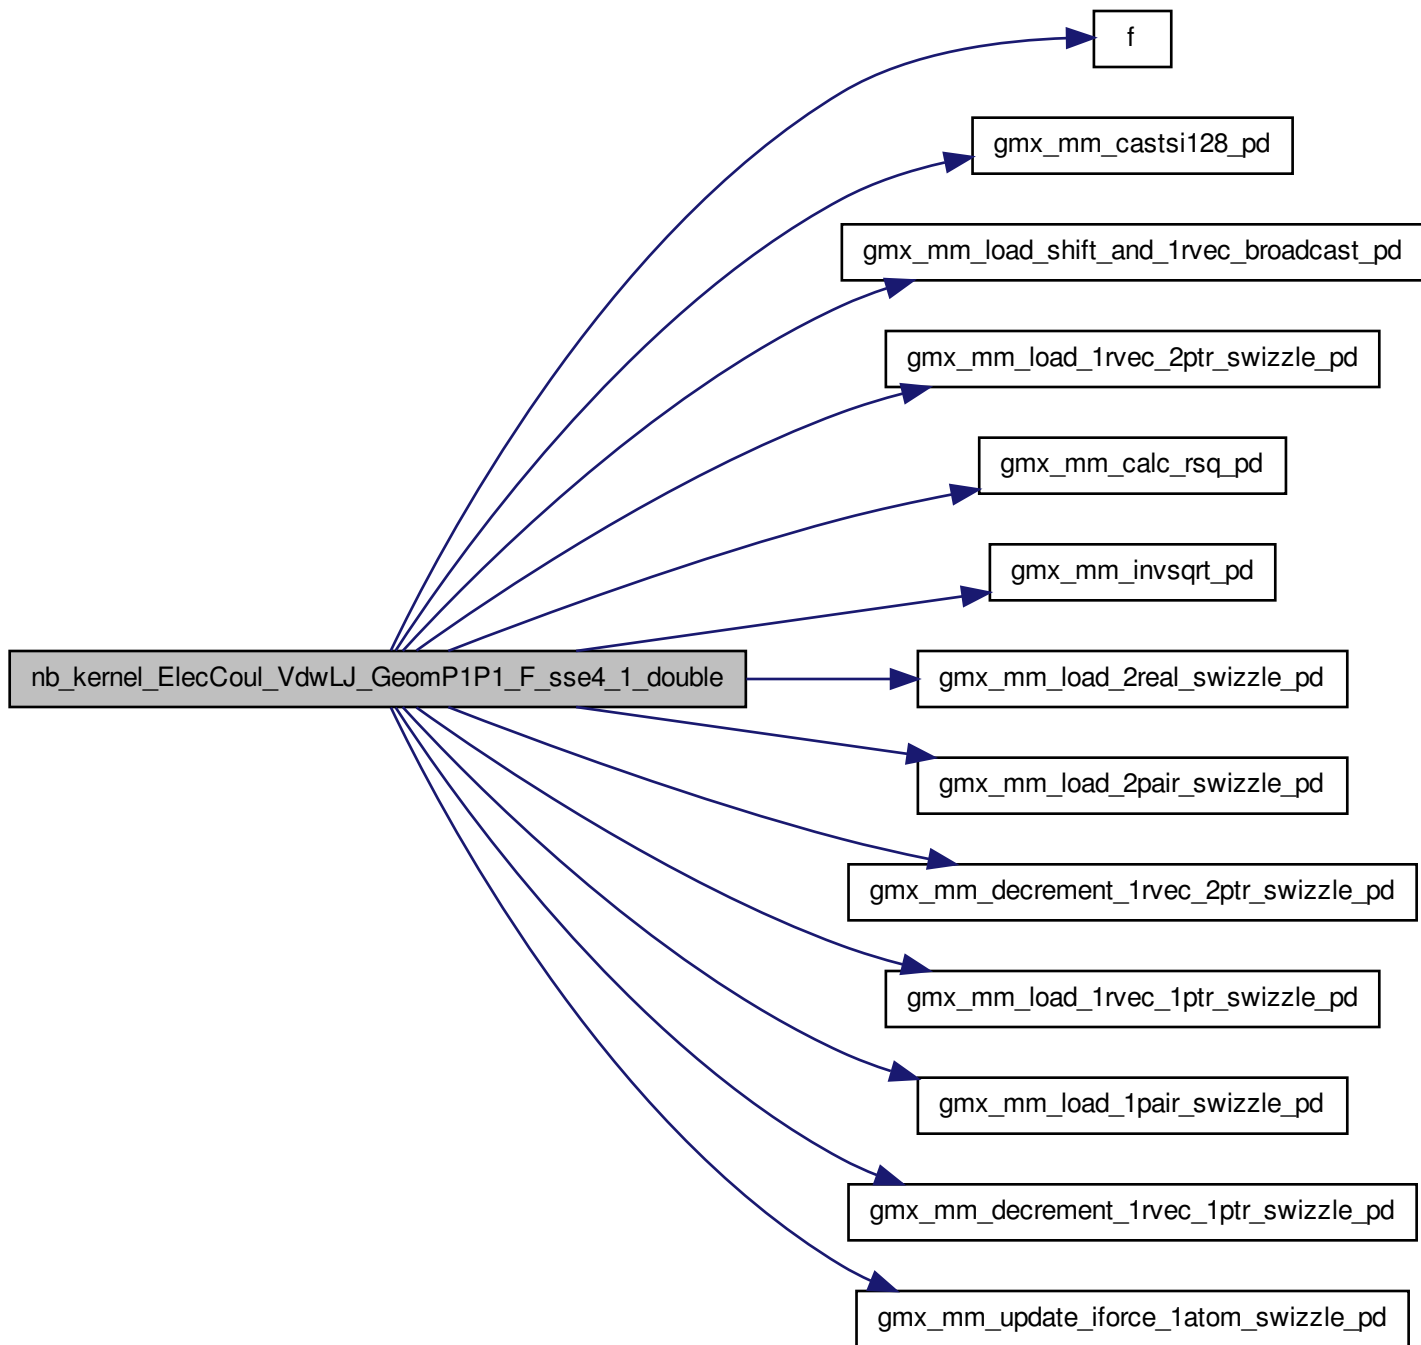 f
gmx_mm_castsi128_pd
gmx_mm_load_shift_and_1rvec_broadcast_pd
gmx_mm_load_1rvec_2ptr_swizzle_pd
gmx_mm_calc_rsq_pd
gmx_mm_invsqrt_pd
nb_kernel_ElecCoul_VdwLJ_GeomP1P1_F_sse4_1_double
gmx_mm_load_2real_swizzle_pd
gmx_mm_load_2pair_swizzle_pd
gmx_mm_decrement_1rvec_2ptr_swizzle_pd
gmx_mm_load_1rvec_1ptr_swizzle_pd
gmx_mm_load_1pair_swizzle_pd
gmx_mm_decrement_1rvec_1ptr_swizzle_pd
gmx_mm_update_iforce_1atom_swizzle_pd